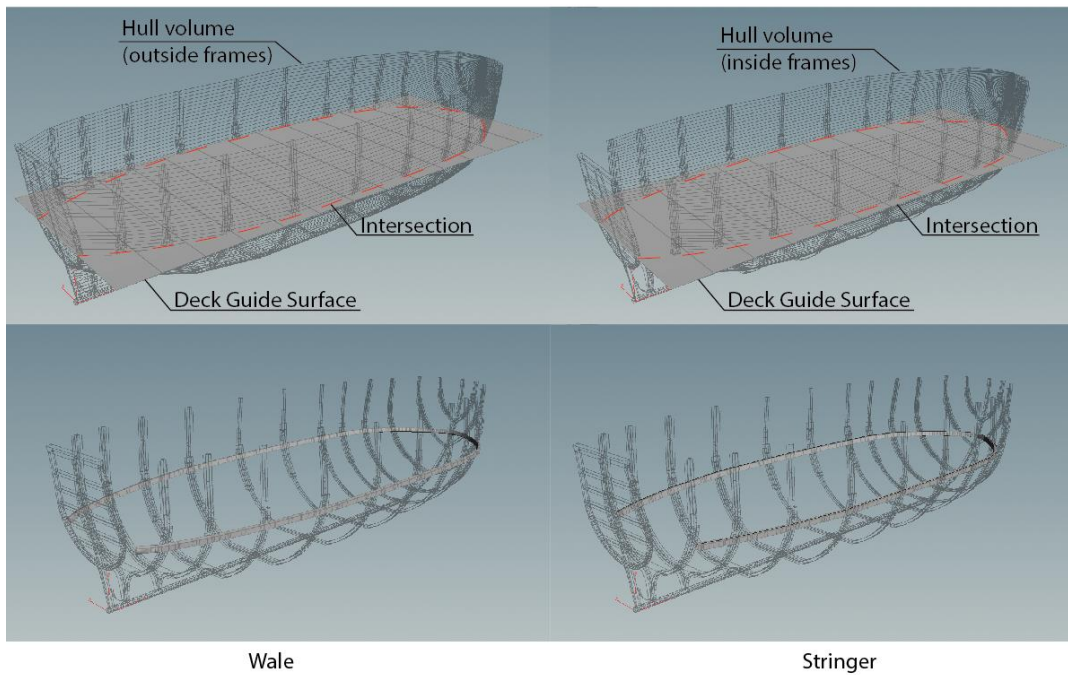 Hull volume
(outside frames)
Intersection
Deck Guide Surface
Hull volume
(inside frames)
Intersection
Deck Guide Surface
Wale
Stringer